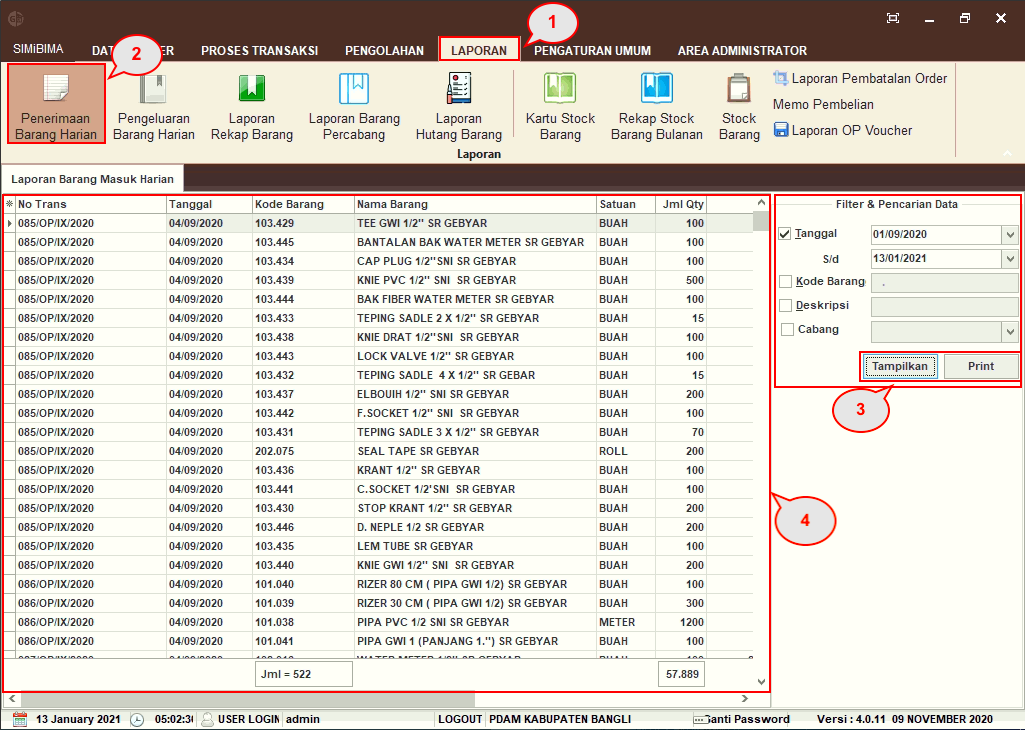 1
SIMiBIMA
PROSES TRANSAKSI
PENGOLAHAN
LAPORAN
PENGATURAN UMUM
AREA ADMINISTRATOR
2
Penerimaan
Barang Harian
Pengeluaran
Barang Harian
Laporan
Rekap Barang
Laporan Barang
Percabang
Laporan
Hutang Barang
Kartu Stock
Barang
Rekap Stock
Barang Bulanan
Stock
Barang
Laporan Pembatalan Order
Memo Pembelian
Laporan OP Voucher
Laporan
Laporan Barang Masuk Harian
No Trans Tanggal Kode Barang Nama Barang Satuan Jml Qty
085/OP/IX/2020 04/09/2020 103.429 TEE GWI 1/2" SR GEBYAR BUAH 100
085/OP/IX/2020 04/09/2020 103.445 BANTALAN BAK WATER METER SR GEBYAR BUAH 100
085/OP/IX/2020 04/09/2020 103.434 CAP PLUG 1/2"SNI SR GEBYAR BUAH 100
085/OP/IX/2020 04/09/2020 103.439 KNIE PVC 1/2" SNI SR GEBYAR BUAH 500
085/OP/IX/2020 04/09/2020 103.444 BAK FIBER WATER METER SR GEBYAR BUAH 100
085/OP/IX/2020 04/09/2020 103.433 TEPING SADLE 2 X 1/2" SR GEBYAR BUAH 15
085/OP/IX/2020 04/09/2020 103.438 KNIE DRAT 1/2"SNI SR GEBYAR BUAH 100
085/OP/IX/2020 04/09/2020 103.443 LOCK VALVE 1/2" SR GEBYAR BUAH 100
085/OP/IX/2020 04/09/2020 103.432 TEPING SADLE 4 X 1/2" SR GEBAR BUAH 15
085/OP/IX/2020 04/09/2020 103.437 ELBOUIH 1/2" SNI SR GEBYAR BUAH 200
085/OP/IX/2020 04/09/2020 103.442 F.SOCKET 1/2" SNI SR GEBYAR BUAH 100
085/OP/IX/2020 04/09/2020 103.431 TEPING SADLE 3 X 1/2" SR GEBYAR BUAH 70
085/OP/IX/2020 04/09/2020 202.075 SEAL TAPE SR GEBYAR ROLL 200
085/OP/IX/2020 04/09/2020 103.436 KRANT 1/2" SR GEBYAR BUAH 100
085/OP/IX/2020 04/09/2020 103.441 C.SOCKET 1/2'SNI SR GEBYAR BUAH 100
085/OP/IX/2020 04/09/2020 103.430 STOP KRANT 1/2" SR GEBYAR BUAH 200
085/OP/IX/2020 04/09/2020 103.446 D. NEPLE 1/2 SR GEBYAR BUAH 200
085/OP/IX/2020 04/09/2020 103.435 LEM TUBE SR GEBYAR BUAH 100
085/OP/IX/2020 04/09/2020 103.440 KNIE GWI 1/2" SNI SR GEBYAR BUAH 200
086/OP/IX/2020 04/09/2020 101.040 RIZER 80 CM ( PIPA GWI 1/2) SR GEBYAR BUAH 100
086/OP/IX/2020 04/09/2020 101.039 RIZER 30 CM ( PIPA GWI 1/2) SR GEBYAR BUAH 300
086/OP/IX/2020 04/09/2020 101.038 PIPA PVC 1/2 SNI SR GEBYAR METER 1200
086/OP/IX/2020 04/09/2020 101.041 PIPA GWI 1 (PANJANG 1.") SR GEBYAR BUAH 100
Jml = 522 57.889
Filter & Pencarian Data
Tanggal 01/09/2020
S/d 13/01/2021
Kode Barang .
Deskripsi
Cabang
Tampilkan Print
3
4
13 January 2021 05:02:3 USER LOGIN admin LOGOUT PDAM KABUPATEN BANGLI Ganti Password Versi : 4.0.11 09 NOVEMBER 2020